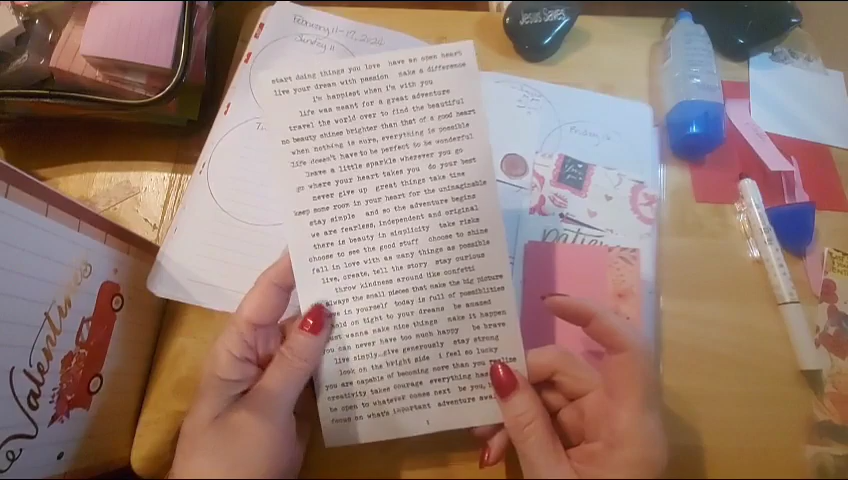 February 11-17, 2024
Sunday 11
Jesus Saves
start doing things you love   have an open heart
live your dream with passion   make a difference
i'm happiest when i'm with you
life was meant for a great adventure
travel the world over to find the beautiful
no beauty shines brighter than that of a good heart
when nothing is sure, everything is possible
life doesn't have to be perfect to be wonderful
leave a little sparkle wherever you go
go where your heart takes you   do your best
never give up   great things take time
keep some room in your heart for the unimaginable
stay simple   and so the adventure begins
we are fearless, independent and original
there is beauty in simplicity   take risks
choose to see the good stuff   choose to shine
fall in love with as many things as possible
live, create, tell the story   stay curious
throw kindness around like confetti
always the small pieces that make the big picture
in yourself   today is full of possiblities
on tight to your dreams   be amazed
just wanna make nice things   make it happen
you can never have too much happy   be brave
live simply...give generously   stay strong
look on the bright side   i feel so lucky
you are capable of becoming more than you realize
creativity takes courage   everything
be open to whatever comes next   be you,
focus on what's important   adventure
Friday
Valentine